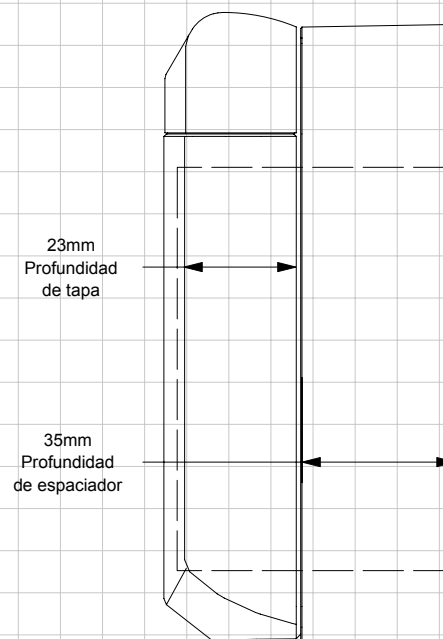 23mm
Profundidad
de tapa
35mm
Profundidad
de espaciador